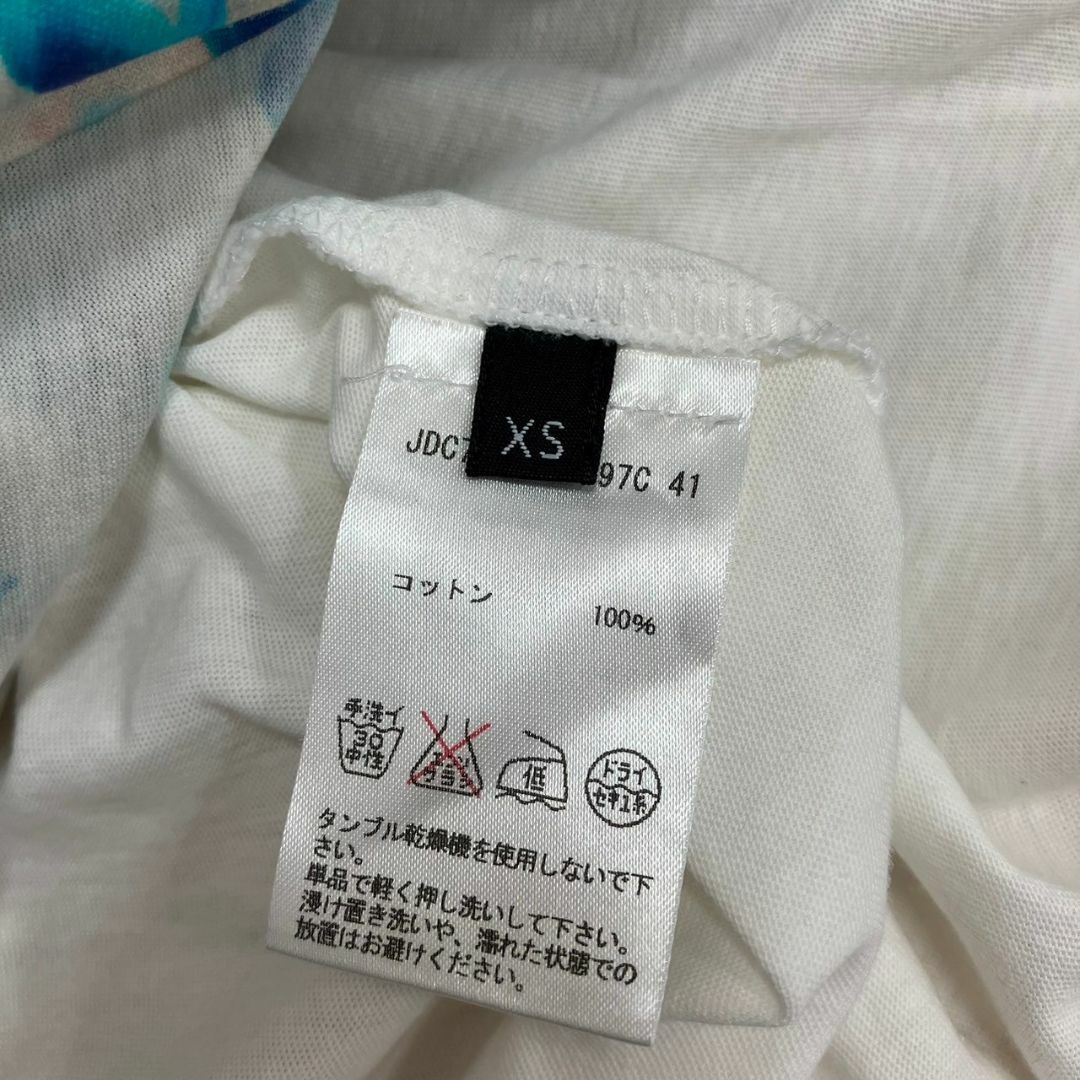 XS
JDC7 97C 41
コットン 100%
手洗イ
30
中性
エンソ
サラシ
低
ドライ
セキユ系
タンブル乾燥機を使用しないで下
さい。
単品で軽く押し洗いして下さい。
浸け置き洗いや、濡れた状態での
放置はお避けください。